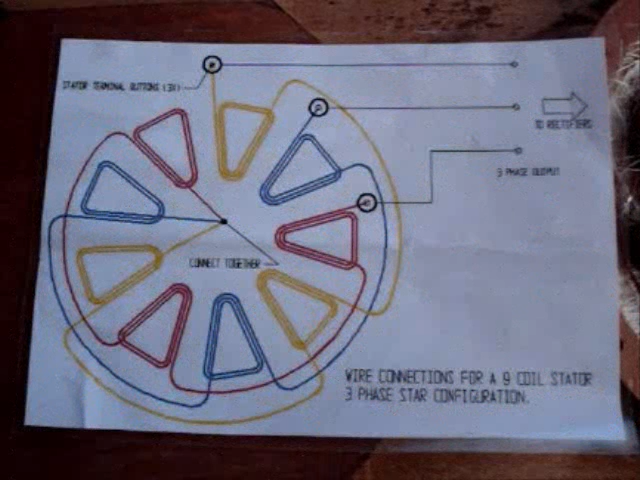 STATOR TERMINAL BUTTONS (3X)
TO RECTIFIERS
3 PHASE OUTPUT
CONNECT TOGETHER
WIRE CONNECTIONS FOR A 9 COIL STATOR
3 PHASE STAR CONFIGURATION.